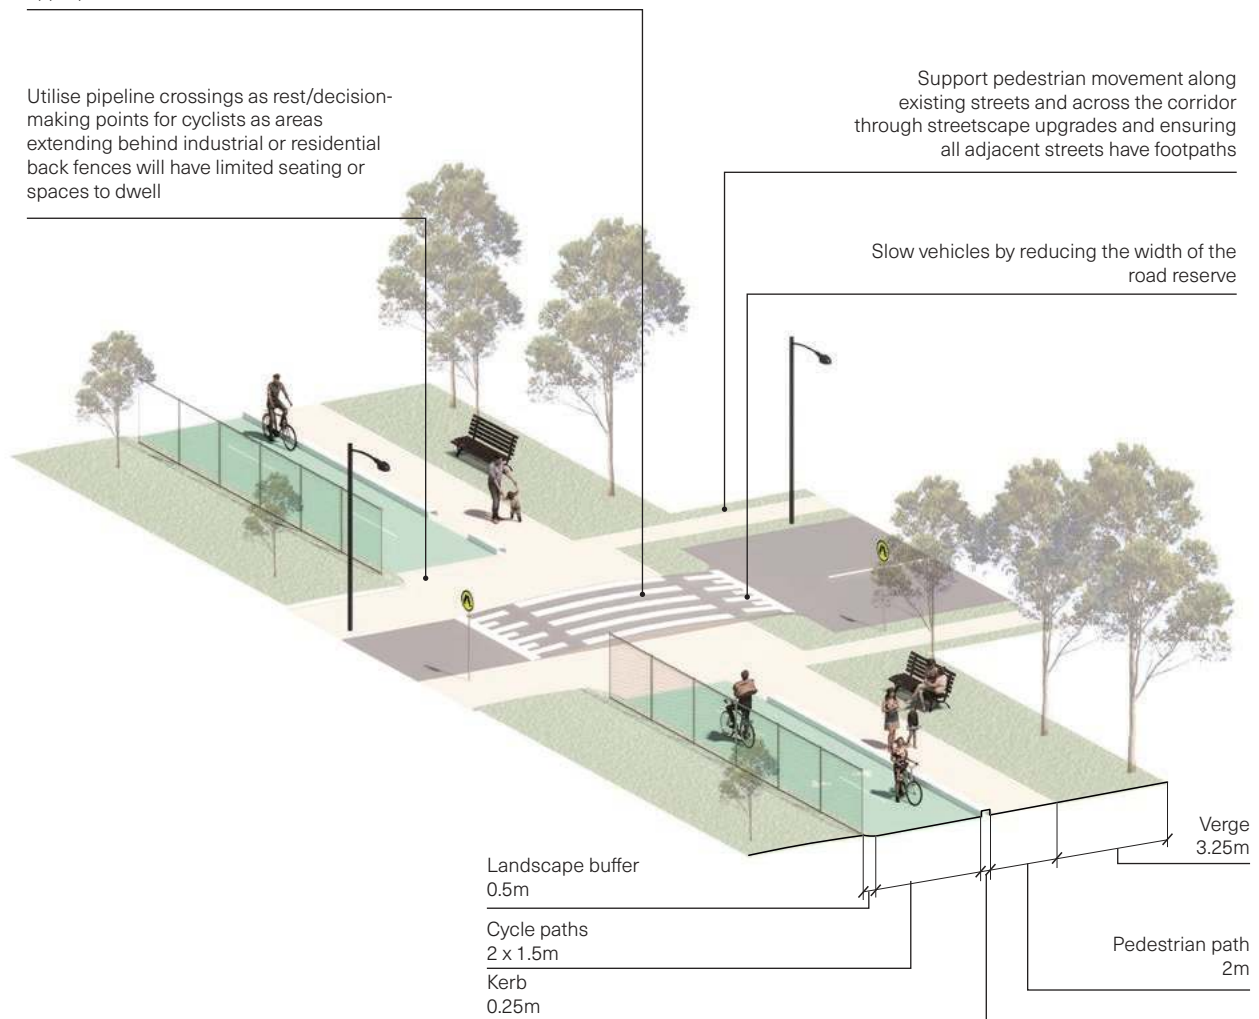 Utilise pipeline crossings as rest/decision-
making points for cyclists as areas
extending behind industrial or residential
back fences will have limited seating or
spaces to dwell
Support pedestrian movement along
existing streets and across the corridor
through streetscape upgrades and ensuring
all adjacent streets have footpaths
Slow vehicles by reducing the width of the
road reserve
Landscape buffer
0.5m
Cycle paths
2 x 1.5m
Kerb
0.25m
Verge
3.25m
Pedestrian path
2m